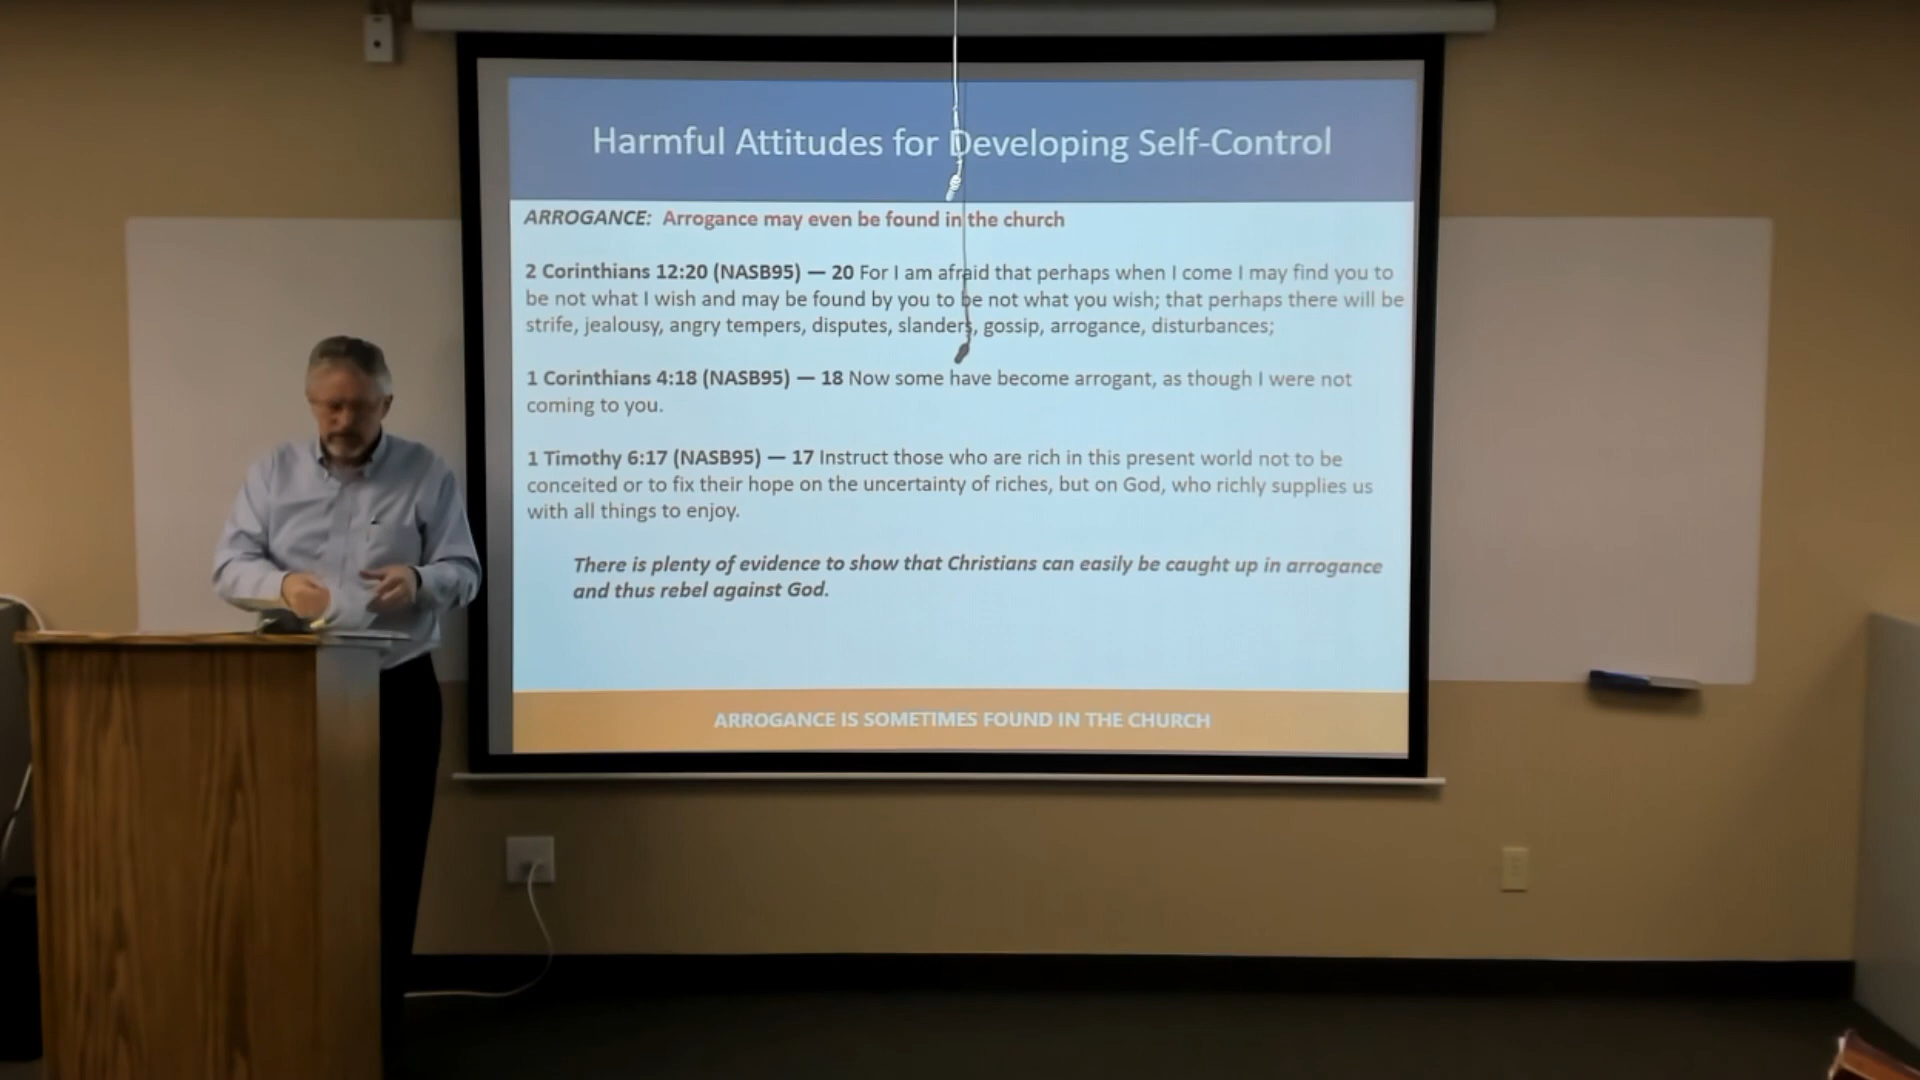 Harmful Attitudes for Developing Self-Control
ARROGANCE: Arrogance may even be found in the church
2 Corinthians 12:20 (NASB95) — 20 For I am afraid that perhaps when I come I may find you to
be not what I wish and may be found by you to be not what you wish; that perhaps there will be
strife, jealousy, angry tempers, disputes, slanders, gossip, arrogance, disturbances;
1 Corinthians 4:18 (NASB95) — 18 Now some have become arrogant, as though I were not
coming to you.
1 Timothy 6:17 (NASB95) — 17 Instruct those who are rich in this present world not to be
conceited or to fix their hope on the uncertainty of riches, but on God, who richly supplies us
with all things to enjoy.
There is plenty of evidence to show that Christians can easily be caught up in arrogance
and thus rebel against God.
ARROGANCE IS SOMETIMES FOUND IN THE CHURCH